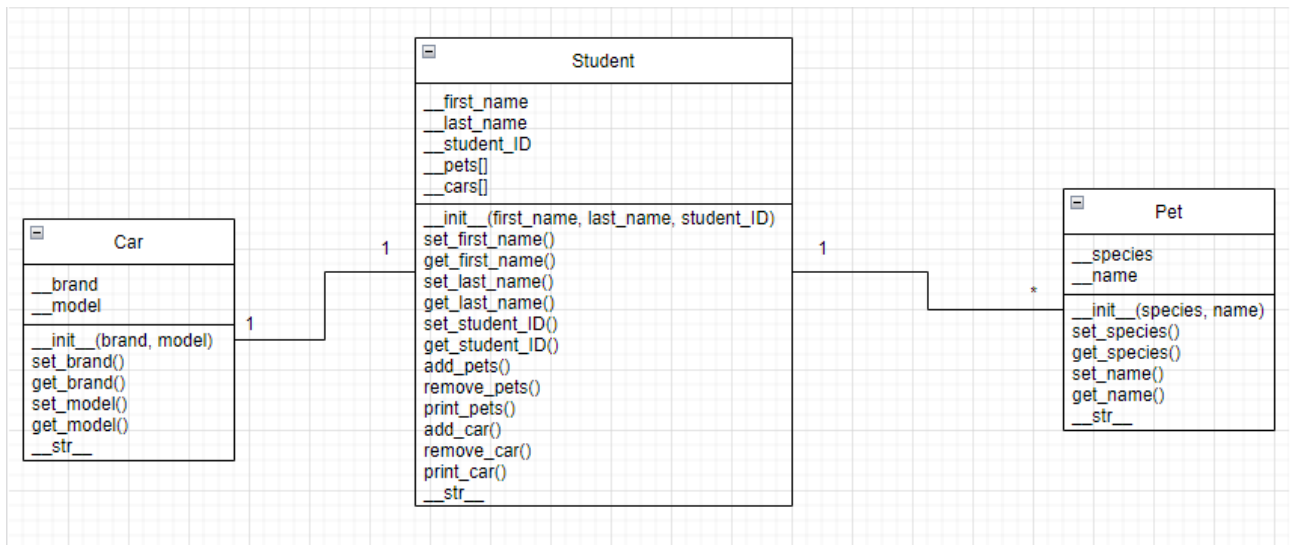 Student
__first_name
__last_name
__student_ID
__pets[]
__cars[]
__init__(first_name, last_name, student_ID)
set_first_name()
get_first_name()
set_last_name()
get_last_name()
set_student_ID()
get_student_ID()
add_pets()
remove_pets()
print_pets()
add_car()
remove_car()
print_car()
__str__
Car
__brand
__model
__init__(brand, model)
set_brand()
get_brand()
set_model()
get_model()
__str__
1
1
1
*
Pet
__species
__name
__init__(species, name)
set_species()
get_species()
set_name()
get_name()
__str__